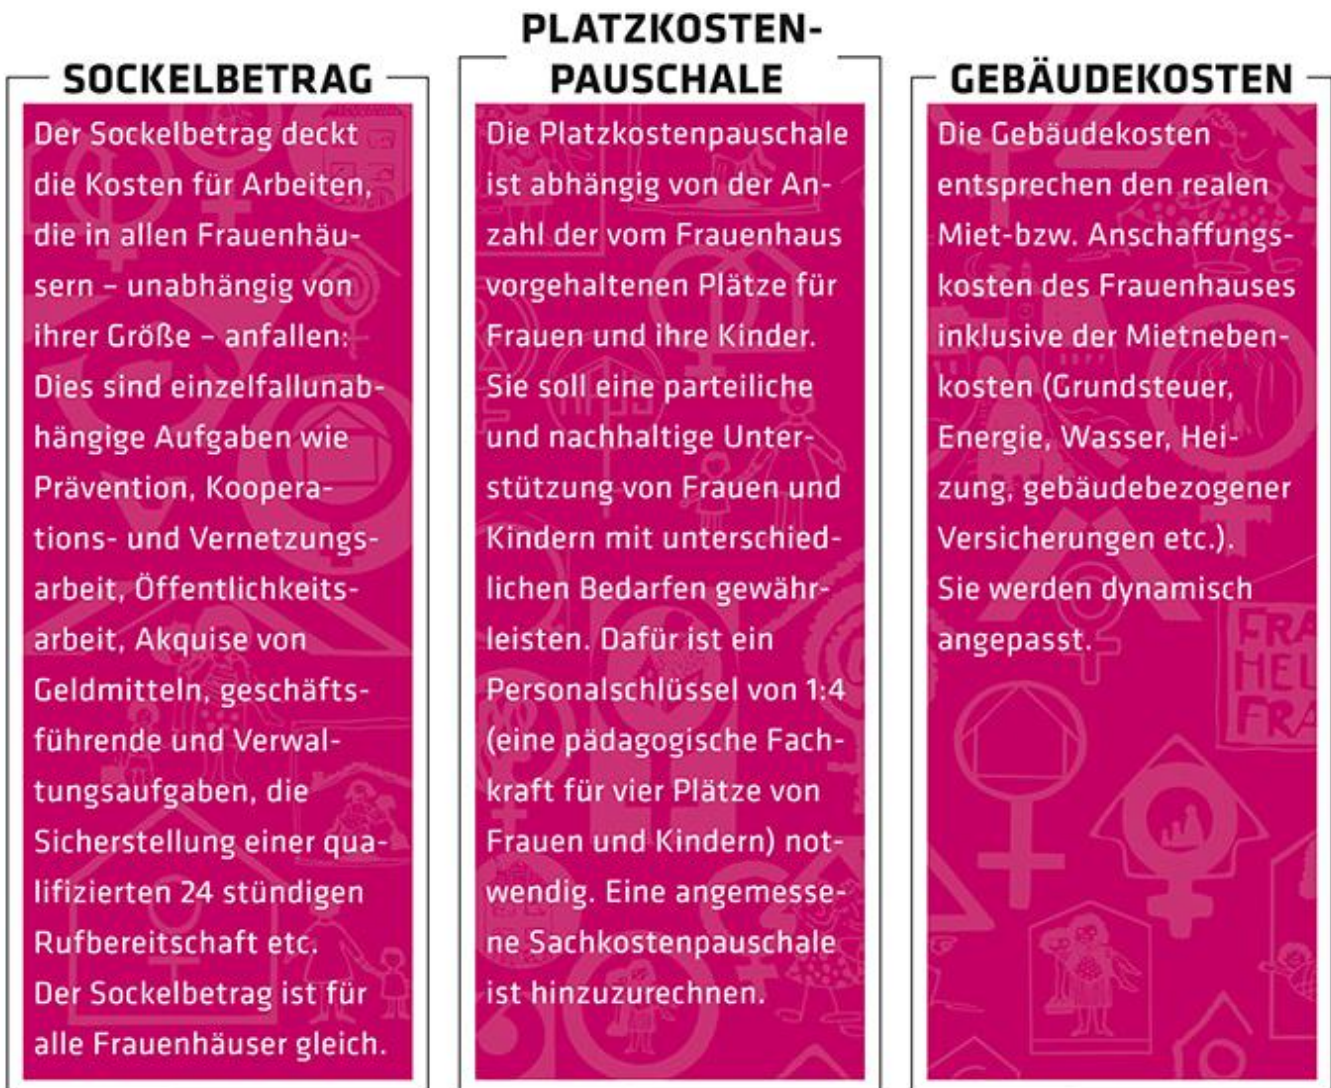 SOCKELBETRAG
Der Sockelbetrag deckt
die Kosten für Arbeiten,
die in allen Frauenhäu-
sern – unabhängig von
ihrer Größe – anfallen:
Dies sind einzelfallunab-
hängige Aufgaben wie
Prävention, Koopera-
tions- und Vernetzungs-
arbeit, Öffentlichkeits-
arbeit, Akquise von
Geldmitteln, geschäfts-
führende und Verwal-
tungsaufgaben, die
Sicherstellung einer qua-
lifizierten 24 stündigen
Rufbereitschaft etc.
Der Sockelbetrag ist für
alle Frauenhäuser gleich.
PLATZKOSTEN-
PAUSCHALE
Die Platzkostenpauschale
ist abhängig von der An-
zahl der vom Frauenhaus
vorgehaltenen Plätze für
Frauen und ihre Kinder.
Sie soll eine parteiliche
und nachhaltige Unter-
stützung von Frauen und
Kindern mit unterschied-
lichen Bedarfen gewähr-
leisten. Dafür ist ein
Personalschlüssel von 1:4
(eine pädagogische Fach-
kraft für vier Plätze von
Frauen und Kindern) not-
wendig. Eine angemesse-
ne Sachkostenpauschale
ist hinzuzurechnen.
GEBÄUDEKOSTEN
Die Gebäudekosten
entsprechen den realen
Miet-bzw. Anschaffungs-
kosten des Frauenhauses
inklusive der Mietneben-
kosten (Grundsteuer,
Energie, Wasser, Hei-
zung, gebäudebezogener
Versicherungen etc.).
Sie werden dynamisch
angepasst.
FRA
HEL
FRA